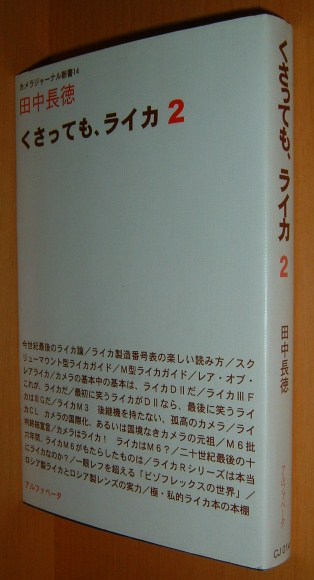 カメラジャーナル新書14
田中長徳
くさっても、ライカ 2
今世紀最後のライカ論/ライカ製造番号表の楽しい読み方/スク
リューマウント型ライカガイド/M型ライカガイド/レア・オブ・
レアライカ/カメラの基本中の基本は、ライカDⅡだ/ライカⅢF
これが、ライカだ/最初に笑うライカがDⅡなら、最後に笑うライ
カはⅢGだ/ライカM3 後継機を持たない、孤高のカメラ/ライ
カCL カメラの国際化、あるいは国境なきカメラの元祖/M6批
判終結宣言/カメラはライカ! ライカはM6?/二十世紀最後の十
六年間、ライカM6がもたらしたものは/ライカRシリーズは本当
にライカなのか?/一眼レフを超える「ビゾフレックスの世界」/
ロシア製ライカとロシア製レンズの実力/極・私的ライカ本の本棚
アルファベータ
くさっても、ライカ 2
田中長徳
アルファベータ
CJ 014